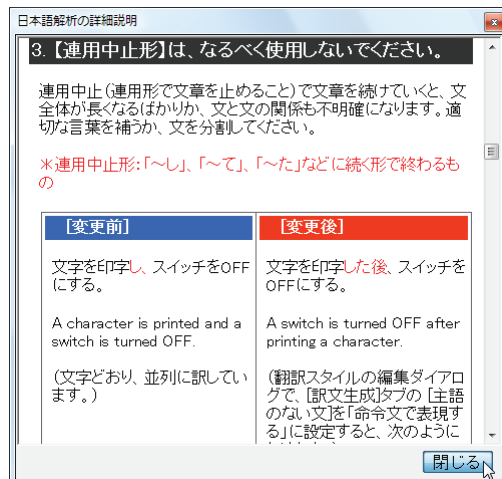 日本語解析の詳細説明
3. 【連用中止形】は、なるべく使用しないでください。
連用中止(連用形で文章を止めること)で文章を続けていくと、文
全体が長くなるばかりか、文と文の関係も不明確になります。適
切な言葉を補うか、文を分割してください。
＊連用中止形:「～し」、「～て」、「～た」などに続く形で終わるも
の
[変更前]
文字を印字し、スイッチをOFF
にする。
A character is printed and a
switch is turned OFF.
(文字どおり、並列に訳してい
ます。)
[変更後]
文字を印字した後、スイッチを
OFFにする。
A switch is turned OFF after
printing a character.
(翻訳スタイルの編集ダイアロ
グで、[訳文生成]タブの [主語
のない文]を「命令文で表現す
る」に設定すると、次のように
閉じる